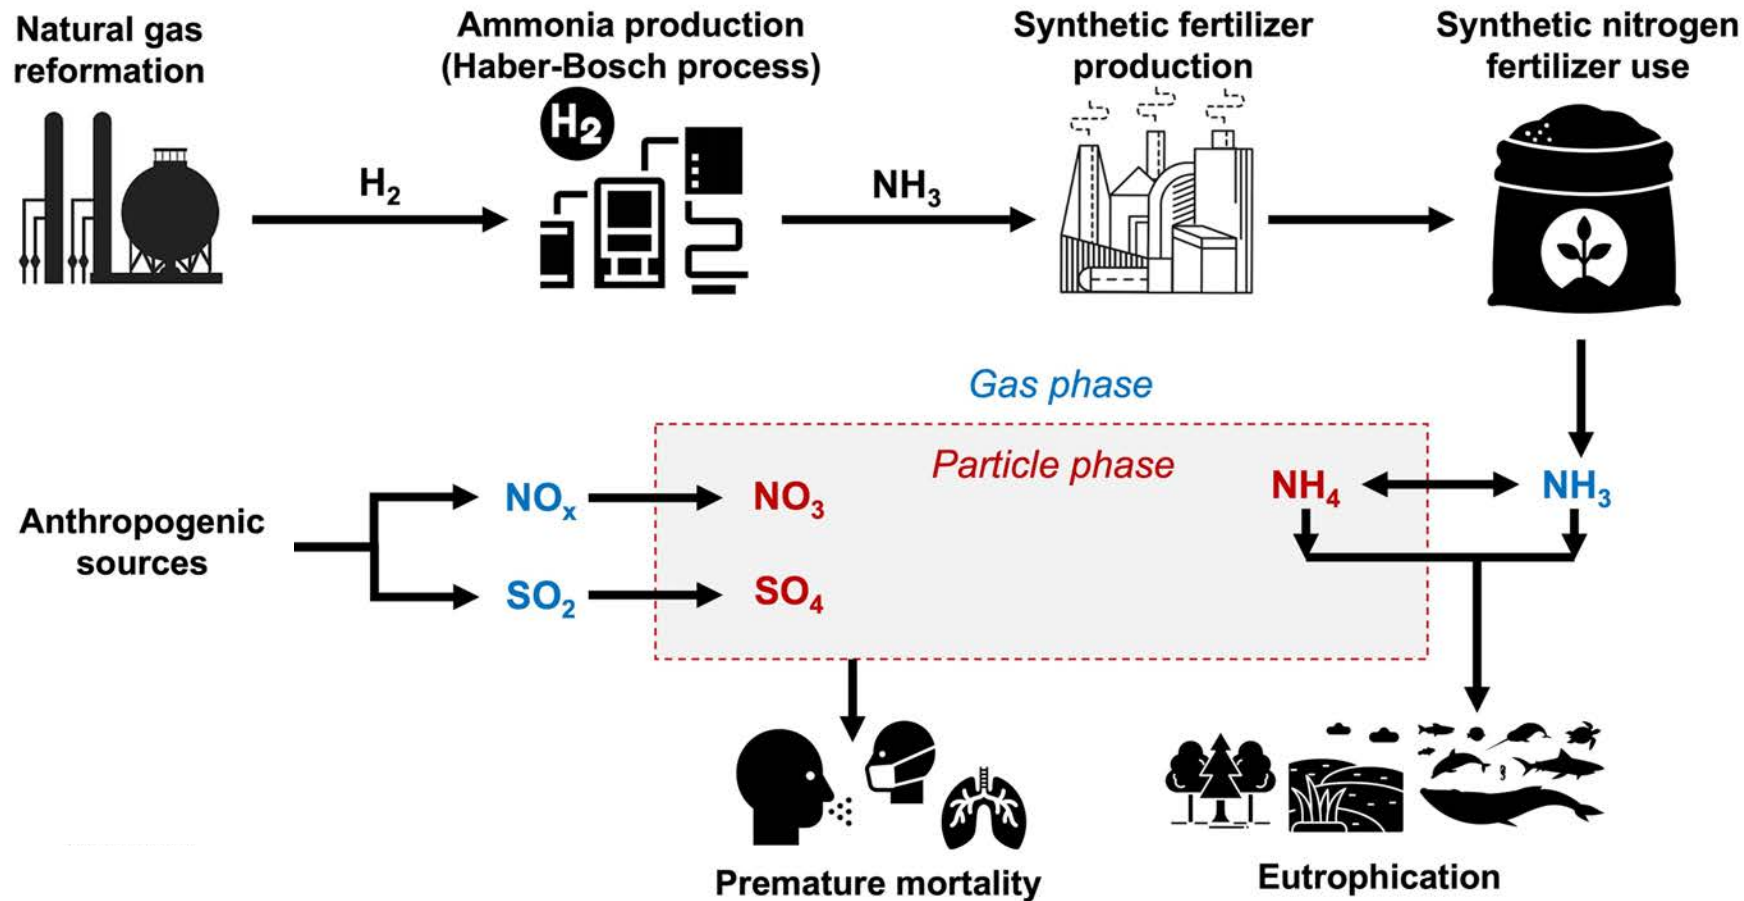 Natural gas
reformation
Ammonia production
(Haber-Bosch process)
Synthetic fertilizer
production
Synthetic nitrogen
fertilizer use
H₂
H₂
NH₃
Gas phase
Particle phase
Anthropogenic
sources
NOₓ
NO₃
NH₄
NH₃
SO₂
SO₄
Premature mortality
Eutrophication